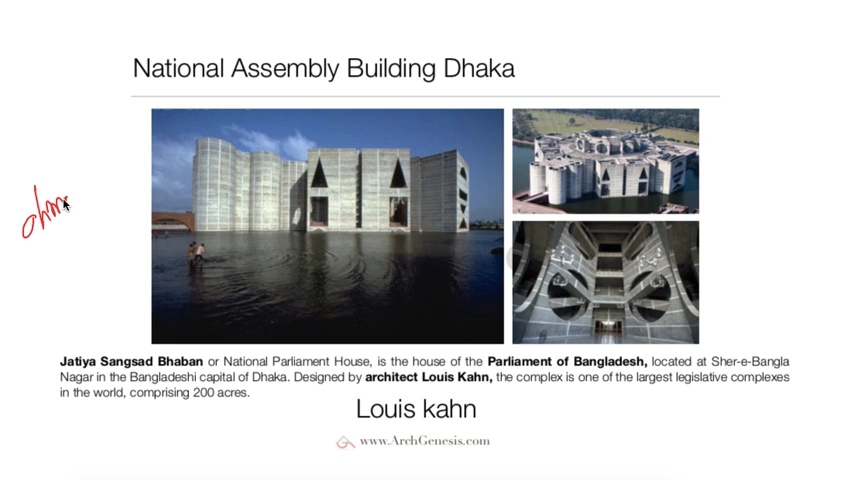 National Assembly Building Dhaka
Jatiya Sangsad Bhaban or National Parliament House, is the house of the Parliament of Bangladesh, located at Sher-e-Bangla
Nagar in the Bangladeshi capital of Dhaka. Designed by architect Louis Kahn, the complex is one of the largest legislative complexes
in the world, comprising 200 acres.
Louis kahn
www.ArchGenesis.com